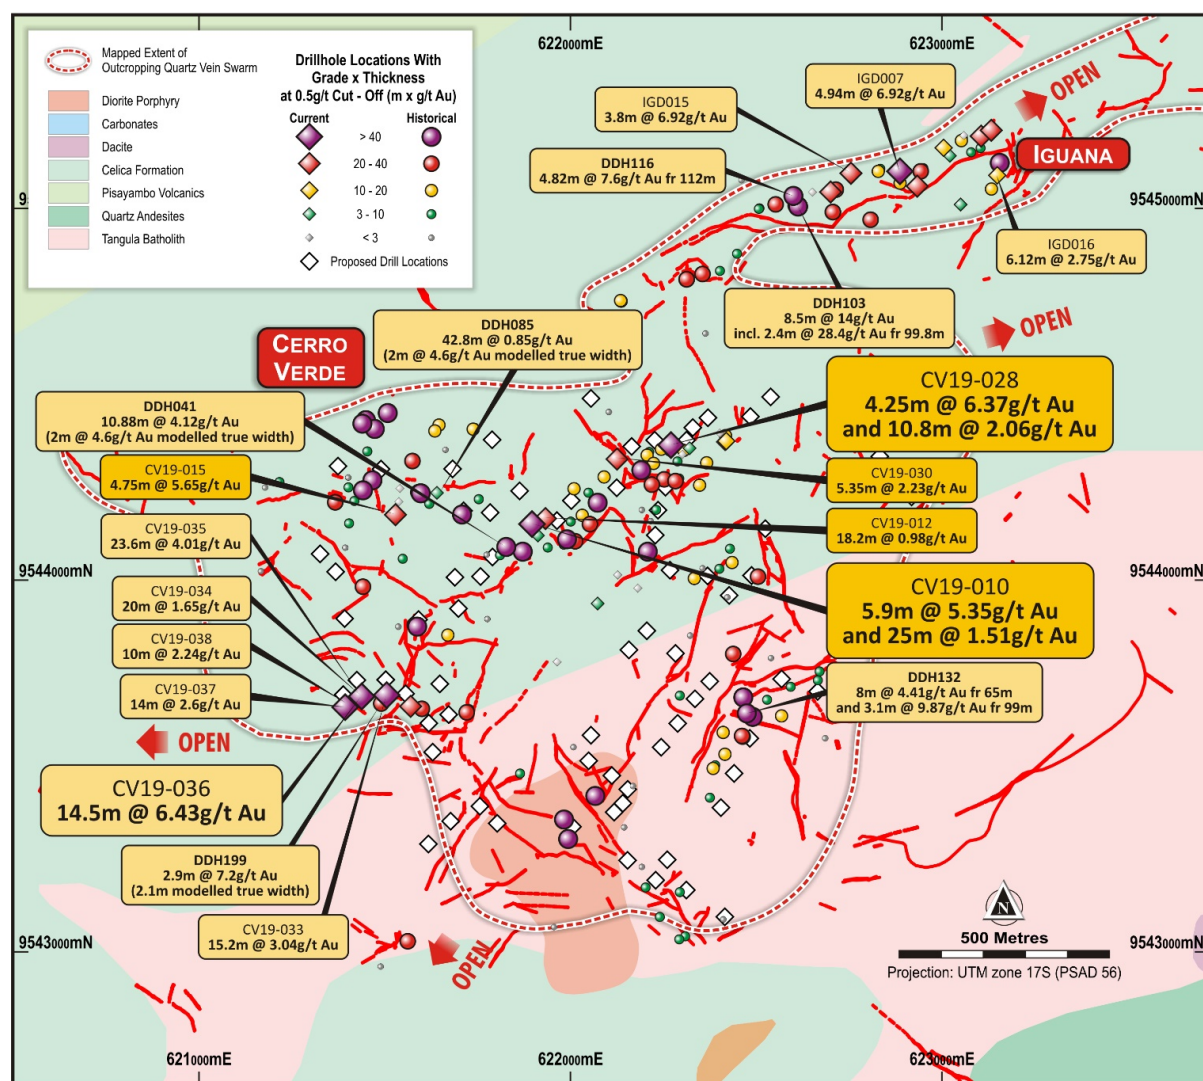 622000mE
623000mE
Mapped Extent of
Outcropping Quartz Vein Swarm
Diorite Porphyry
Carbonates
Dacite
Celica Formation
Pisayambo Volcanics
Quartz Andesites
Tangula Batholith
Drillhole Locations With
Grade x Thickness
at 0.5g/t Cut - Off (m x g/t Au)
Current
Historical
> 40
20 - 40
10 - 20
3 - 10
< 3
Proposed Drill Locations
IGD007
4.94m @ 6.92g/t Au
OPEN
IGD015
3.8m @ 6.92g/t Au
IGUANA
DDH116
4.82m @ 7.6g/t Au fr 112m
9545000mN
IGD016
6.12m @ 2.75g/t Au
DDH103
8.5m @ 14g/t Au
incl. 2.4m @ 28.4g/t Au fr 99.8m
OPEN
DDH085
42.8m @ 0.85g/t Au
(2m @ 4.6g/t Au modelled true width)
CERRO
VERDE
CV19-028
4.25m @ 6.37g/t Au
and 10.8m @ 2.06g/t Au
DDH041
10.88m @ 4.12g/t Au
(2m @ 4.6g/t Au modelled true width)
CV19-015
4.75m @ 5.65g/t Au
CV19-030
5.35m @ 2.23g/t Au
CV19-012
18.2m @ 0.98g/t Au
CV19-035
23.6m @ 4.01g/t Au
9544000mN
9544000mN
CV19-010
5.9m @ 5.35g/t Au
and 25m @ 1.51g/t Au
CV19-034
20m @ 1.65g/t Au
CV19-038
10m @ 2.24g/t Au
CV19-037
14m @ 2.6g/t Au
DDH132
8m @ 4.41g/t Au fr 65m
and 3.1m @ 9.87g/t Au fr 99m
OPEN
CV19-036
14.5m @ 6.43g/t Au
DDH199
2.9m @ 7.2g/t Au
(2.1m modelled true width)
CV19-033
15.2m @ 3.04g/t Au
OPEN
N
500 Metres
Projection: UTM zone 17S (PSAD 56)
9543000mN
9543000mN
621000mE
622000mE
623000mE